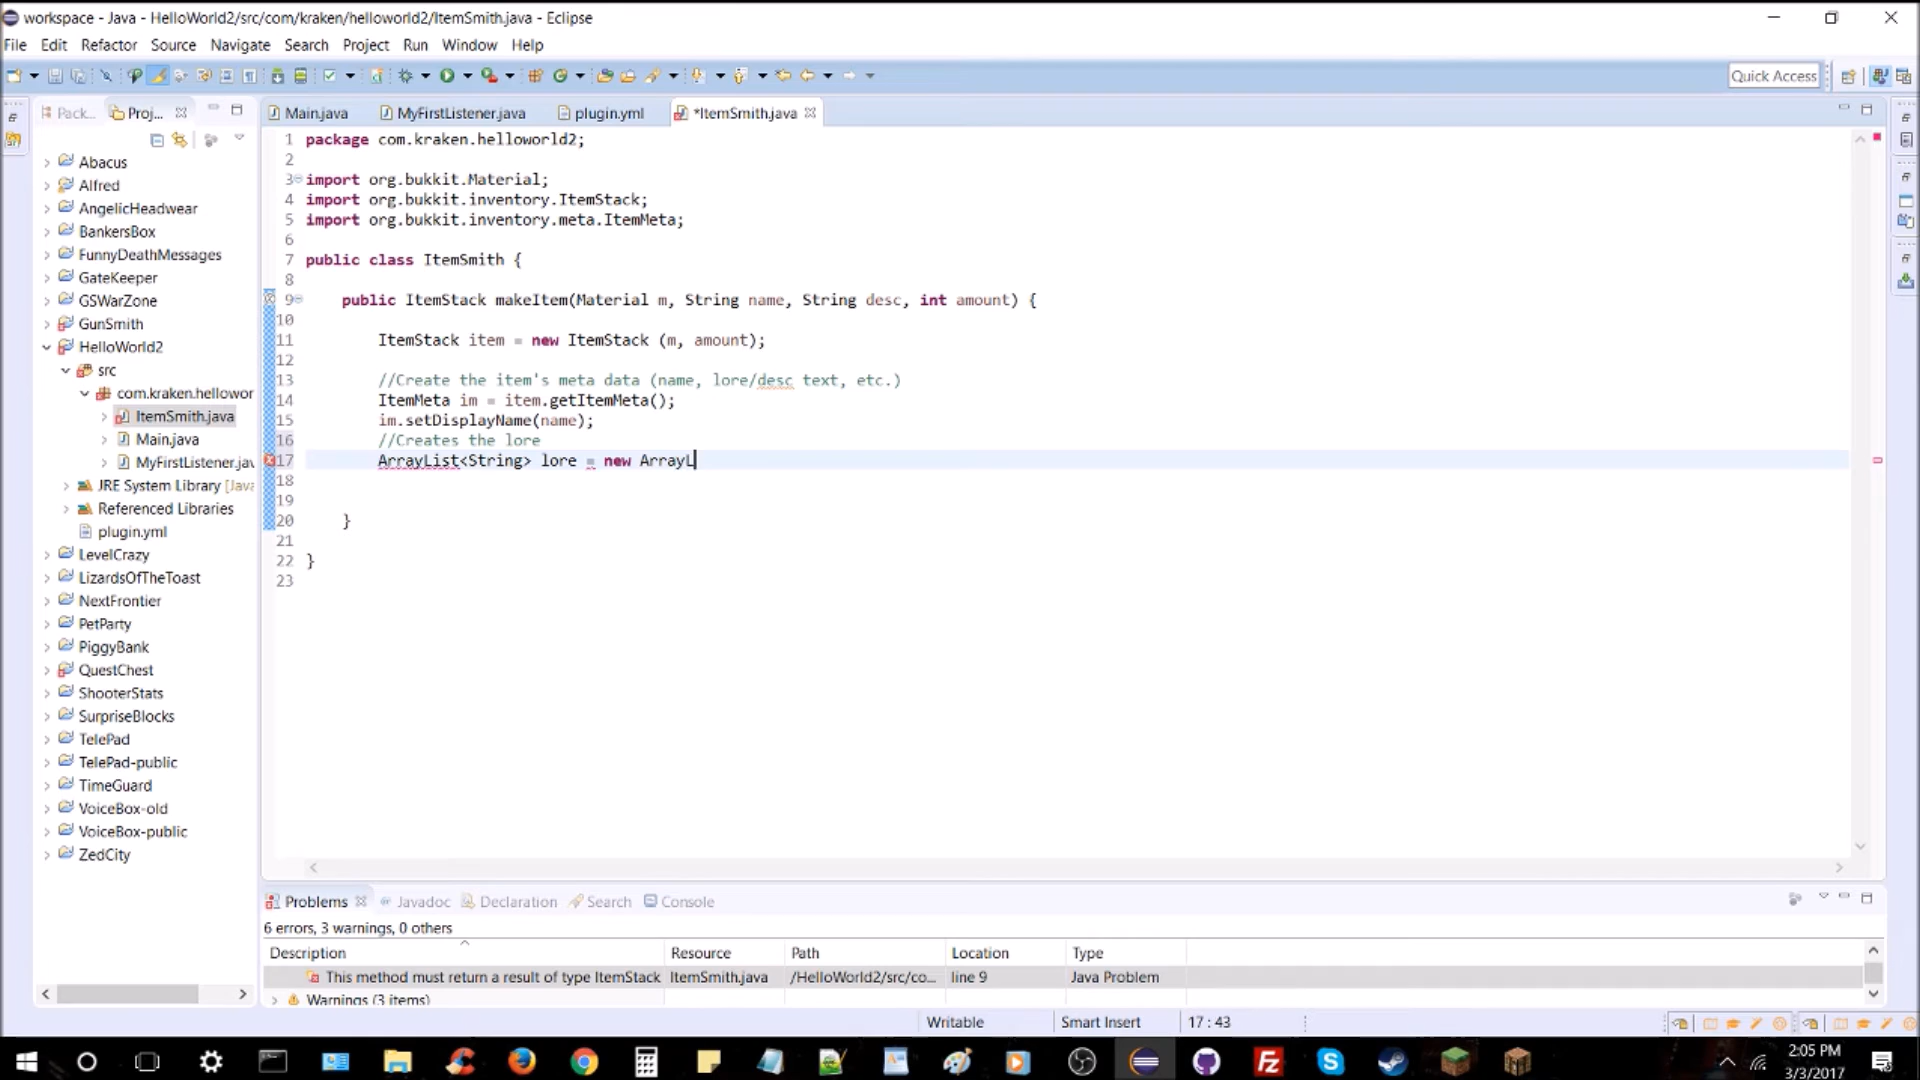 workspace - Java - HelloWorld2/src/com/kraken/helloworld2/ItemSmith.java - Eclipse
File Edit Refactor Source Navigate Search Project Run Window Help
Quick Access
Pack... Proj...
Main.java MyFirstListener.java plugin.yml *ItemSmith.java
Abacus
Alfred
AngelicHeadwear
BankersBox
FunnyDeathMessages
GateKeeper
GSWarZone
GunSmith
HelloWorld2
src
com.kraken.hellowor
ItemSmith.java
Main.java
MyFirstListener.jav
JRE System Library [Java
Referenced Libraries
plugin.yml
LevelCrazy
LizardsOfTheToast
NextFrontier
PetParty
PiggyBank
QuestChest
ShooterStats
SurpriseBlocks
TelePad
TelePad-public
TimeGuard
VoiceBox-old
VoiceBox-public
ZedCity
1 package com.kraken.helloworld2;
2
3 import org.bukkit.Material;
4 import org.bukkit.inventory.ItemStack;
5 import org.bukkit.inventory.meta.ItemMeta;
6
7 public class ItemSmith {
8
9 public ItemStack makeItem(Material m, String name, String desc, int amount) {
10
11 ItemStack item = new ItemStack (m, amount);
12
13 //Create the item's meta data (name, lore/desc text, etc.)
14 ItemMeta im = item.getItemMeta();
15 im.setDisplayName(name);
16 //Creates the lore
17 ArrayList<String> lore = new ArrayL
18
19
20 }
21
22 }
23
Problems Javadoc Declaration Search Console
6 errors, 3 warnings, 0 others
Description Resource Path Location Type
This method must return a result of type ItemStack ItemSmith.java /HelloWorld2/src/co... line 9 Java Problem
Warnings (3 items)
Writable Smart Insert 17 : 43
2:05 PM
3/3/2017